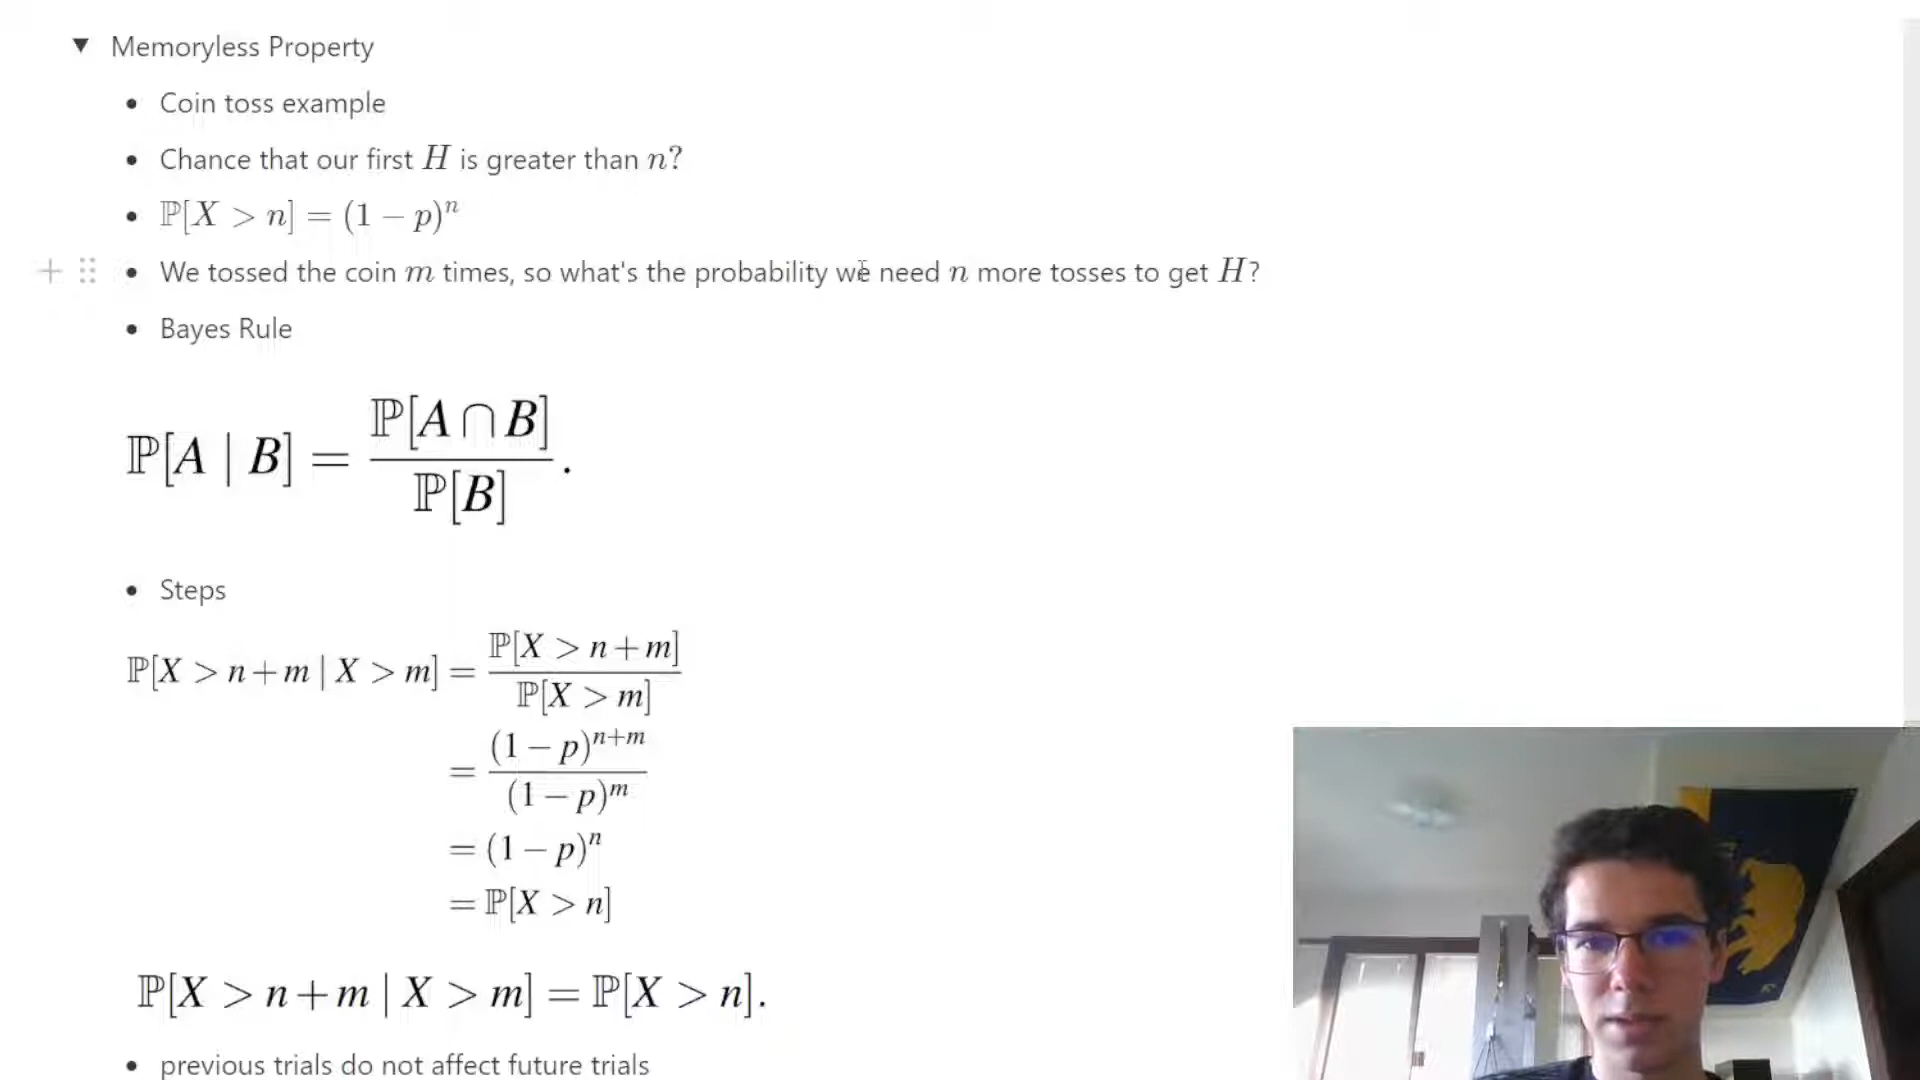 ▼ Memoryless Property
• Coin toss example
• Chance that our first H is greater than n?
• ℙ[X > n] = (1 − p)^n
• We tossed the coin m times, so what's the probability we need n more tosses to get H?
• Bayes Rule
ℙ[A | B] = ℙ[A ∩ B] / ℙ[B] .
• Steps
ℙ[X > n + m | X > m] = ℙ[X > n + m] / ℙ[X > m]
= (1 − p)^{n+m} / (1 − p)^m
= (1 − p)^n
= ℙ[X > n]
ℙ[X > n + m | X > m] = ℙ[X > n].
• previous trials do not affect future trials